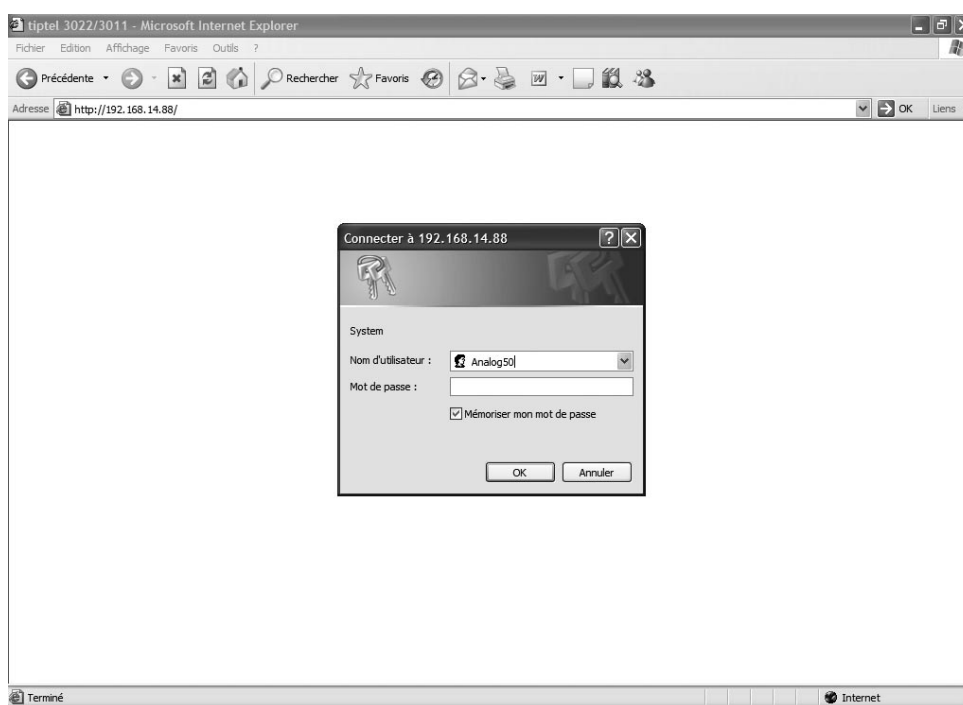 tiptel 3022/3011 - Microsoft Internet Explorer
Fichier Edition Affichage Favoris Outils ?
Précédente Rechercher Favoris
Adresse http://192.168.14.88/ OK Liens
Connecter à 192.168.14.88
System
Nom d'utilisateur : Analog50
Mot de passe :
Mémoriser mon mot de passe
OK Annuler
Terminé Internet